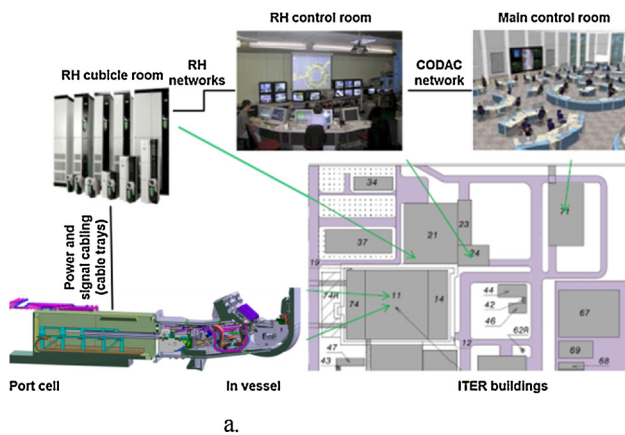 RH control room
Main control room
RH cubicle room
RH
networks
CODAC
network
Power and
signal cabling
(cable trays)
34
23
71
21
37
24
19
74R
74
11
14
44
42
46
67
62R
47
43
12
69
68
Port cell
In vessel
ITER buildings
a.